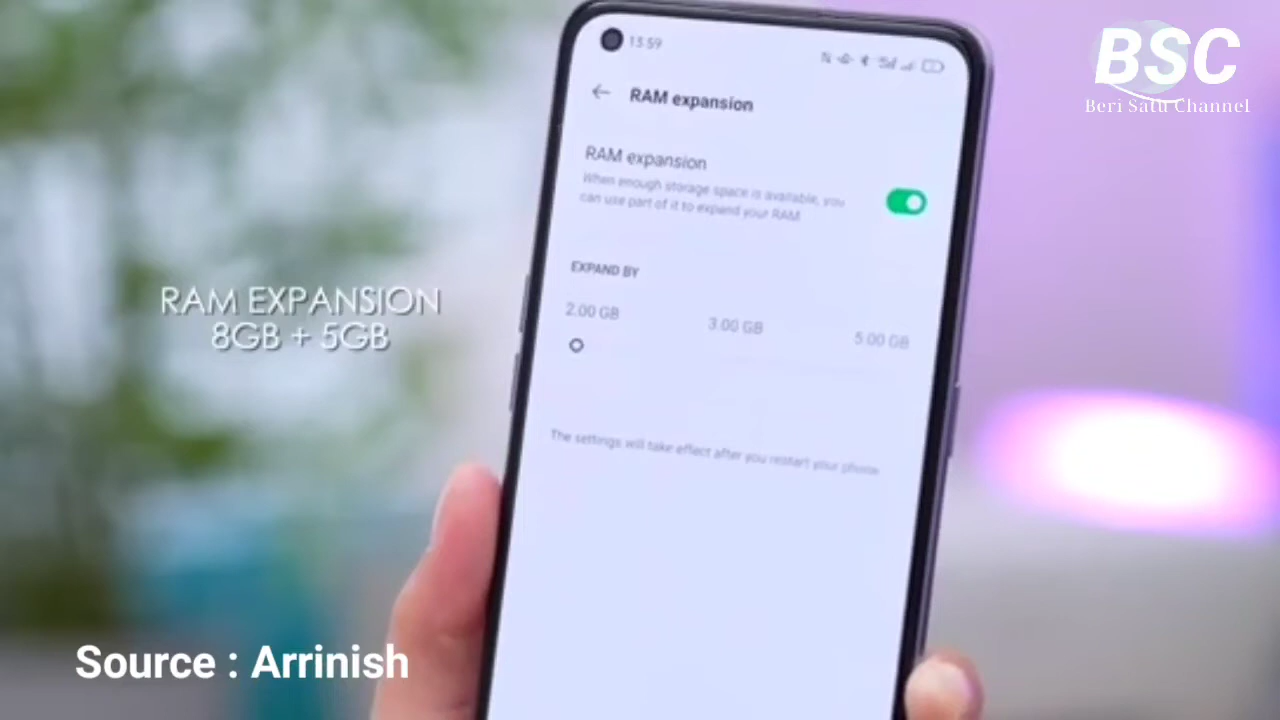 13:59
BSC
Beri Satu Channel
RAM expansion
RAM expansion
When enough storage space is available, you
can use part of it to expand your RAM
EXPAND BY
2.00 GB 3.00 GB 5.00 GB
The settings will take effect after you restart your phone
RAM EXPANSION
8GB + 5GB
Source : Arrinish